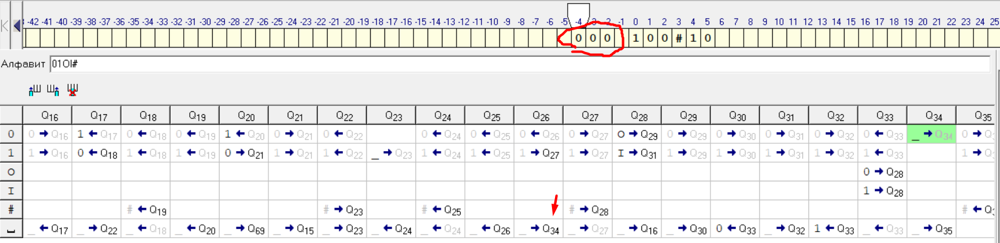 -42 -41 -40 -39 -38 -37 -36 -35 -34 -33 -32 -31 -30 -29 -28 -27 -26 -25 -24 -23 -22 -21 -20 -19 -18 -17 -16 -15 -14 -13 -12 -11 -10 -9 -8 -7 -6 -5 -4 -3 -2 -1 0 1 2 3 4 5 6 7 8 9 10 11 12 13 14 15 16 17 18 19 20 21 22 23 24 25
0 0 0 1 0 0 # 1 0
Алфавит 01OI#
Q16 Q17 Q18 Q19 Q20 Q21 Q22 Q23 Q24 Q25 Q26 Q27 Q28 Q29 Q30 Q31 Q32 Q33 Q34 Q35
0 0 → Q16 1 ← Q17 0 ← Q18 0 ← Q19 1 ← Q20 0 → Q21 0 ← Q22 0 ← Q24 0 ← Q25 0 ← Q26 0 → Q27 O → Q29 0 → Q29 0 → Q30 0 → Q31 0 → Q32 0 ← Q33 _ → Q34 0 →
1 1 → Q16 0 ← Q18 1 ← Q18 1 ← Q19 0 → Q21 1 → Q21 1 ← Q22 _ → Q23 1 ← Q24 1 ← Q25 1 → Q27 1 → Q27 I → Q31 1 → Q29 1 → Q30 1 → Q31 1 → Q32 1 ← Q33 1 →
O 0 → Q28
I 1 → Q28
# # ← Q19 # → Q23 # ← Q25 # → Q28 # ←
_ ← Q17 _ → Q22 _ ← Q18 _ ← Q20 _ → Q69 _ → Q15 _ → Q23 _ ← Q24 _ ← Q24 _ ← Q26 _ → Q34 _ → Q27 _ → Q16 _ → Q30 0 ← Q33 _ → Q32 1 ← Q33 _ ← Q33 _ → Q35